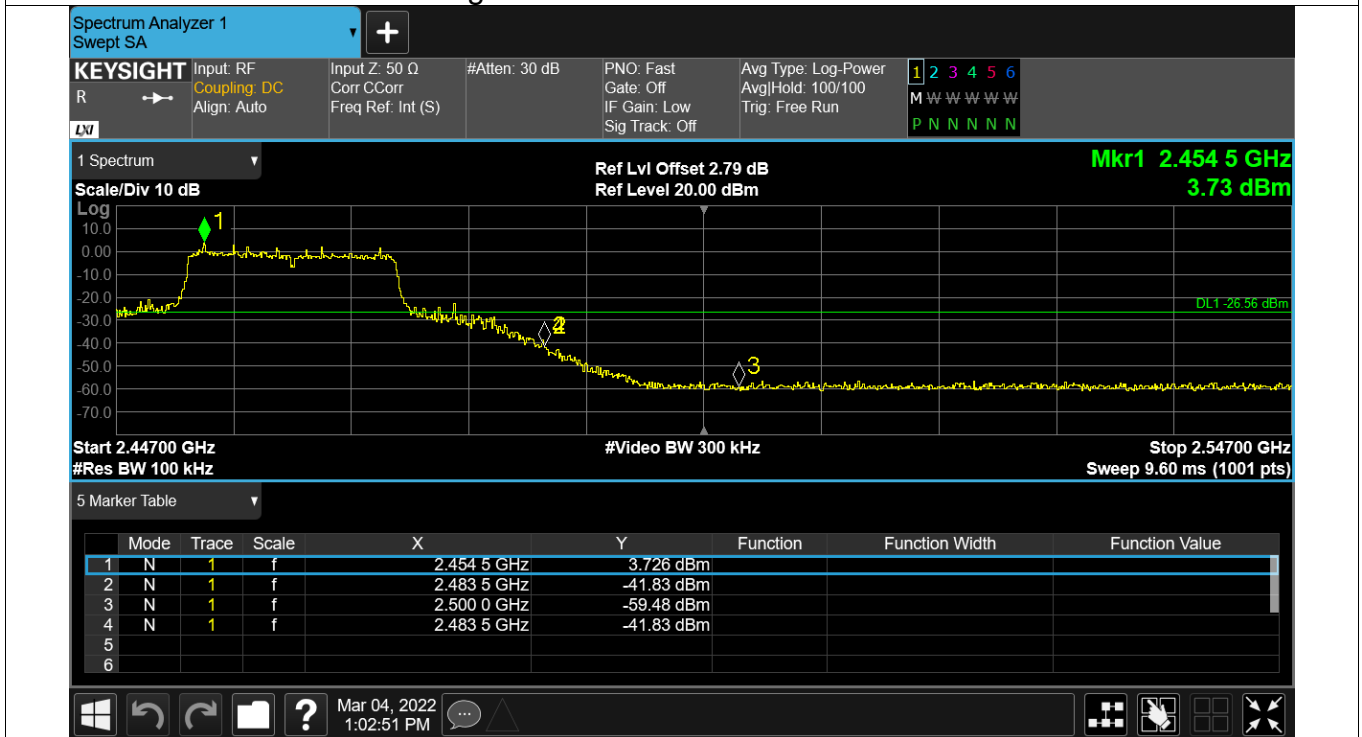 Spectrum Analyzer 1
Swept SA
+
KEYSIGHT Input: RF Input Z: 50 Ω #Atten: 30 dB PNO: Fast Avg Type: Log-Power 1 2 3 4 5 6
R Coupling: DC Corr CCorr Gate: Off Avg|Hold: 100/100 M W W W W W
Align: Auto Freq Ref: Int (S) IF Gain: Low Trig: Free Run P N N N N N
LXI Sig Track: Off
1 Spectrum Ref Lvl Offset 2.79 dB Mkr1 2.454 5 GHz
Scale/Div 10 dB Ref Level 20.00 dBm 3.73 dBm
Log
10.0 1
0.00
-10.0
-20.0 DL1 -26.56 dBm
-30.0
-40.0 2 4
-50.0 3
-60.0
-70.0
Start 2.44700 GHz #Video BW 300 kHz Stop 2.54700 GHz
#Res BW 100 kHz Sweep 9.60 ms (1001 pts)
5 Marker Table
Mode Trace Scale X Y Function Function Width Function Value
1 N 1 f 2.454 5 GHz 3.726 dBm
2 N 1 f 2.483 5 GHz -41.83 dBm
3 N 1 f 2.500 0 GHz -59.48 dBm
4 N 1 f 2.483 5 GHz -41.83 dBm
5
6
? Mar 04, 2022
1:02:51 PM